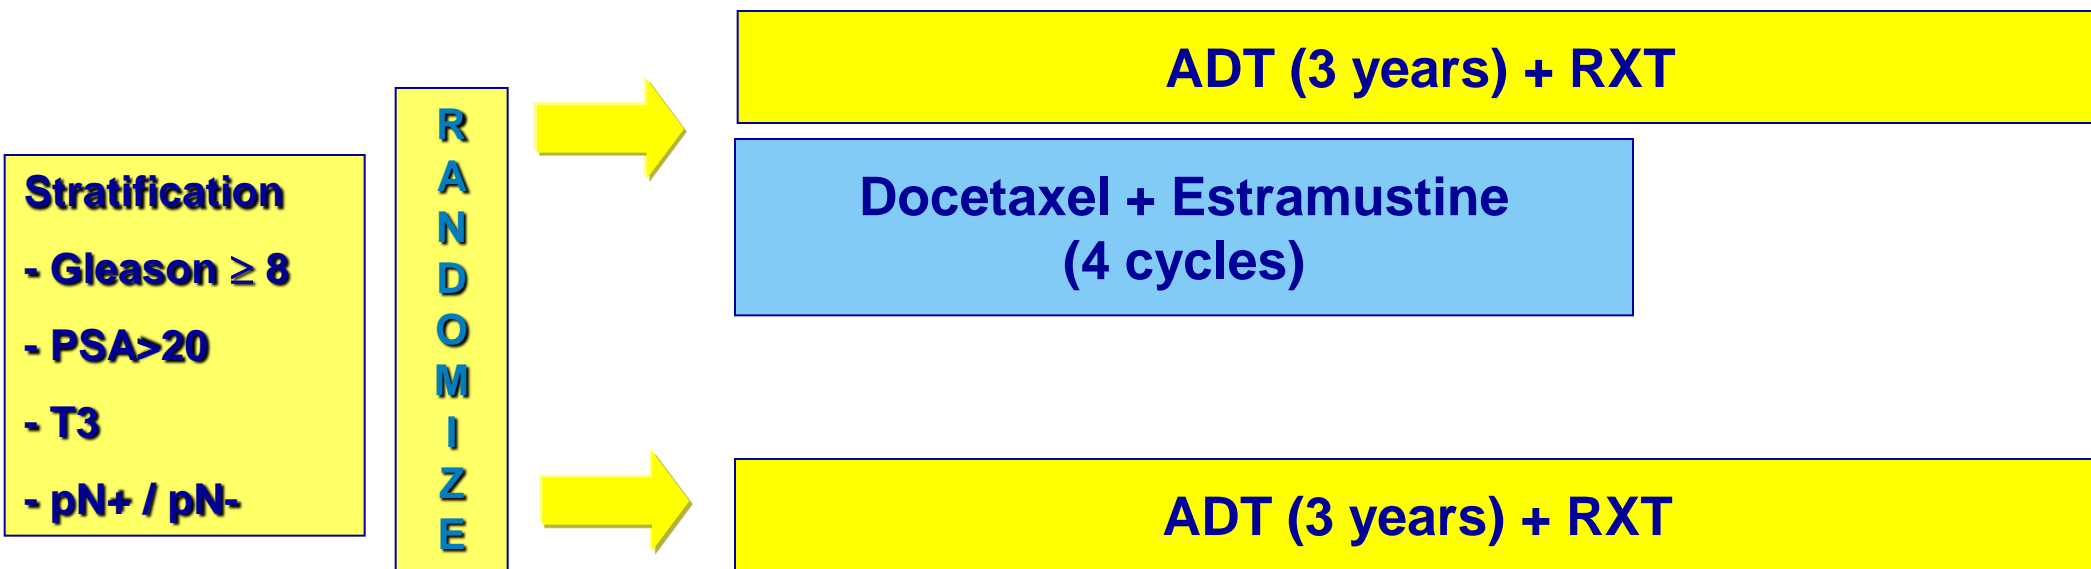 Stratification
- Gleason ≥ 8
- PSA>20
- T3
- pN+ / pN-
R
A
N
D
O
M
I
Z
E
ADT (3 years) + RXT
Docetaxel + Estramustine
(4 cycles)
ADT (3 years) + RXT